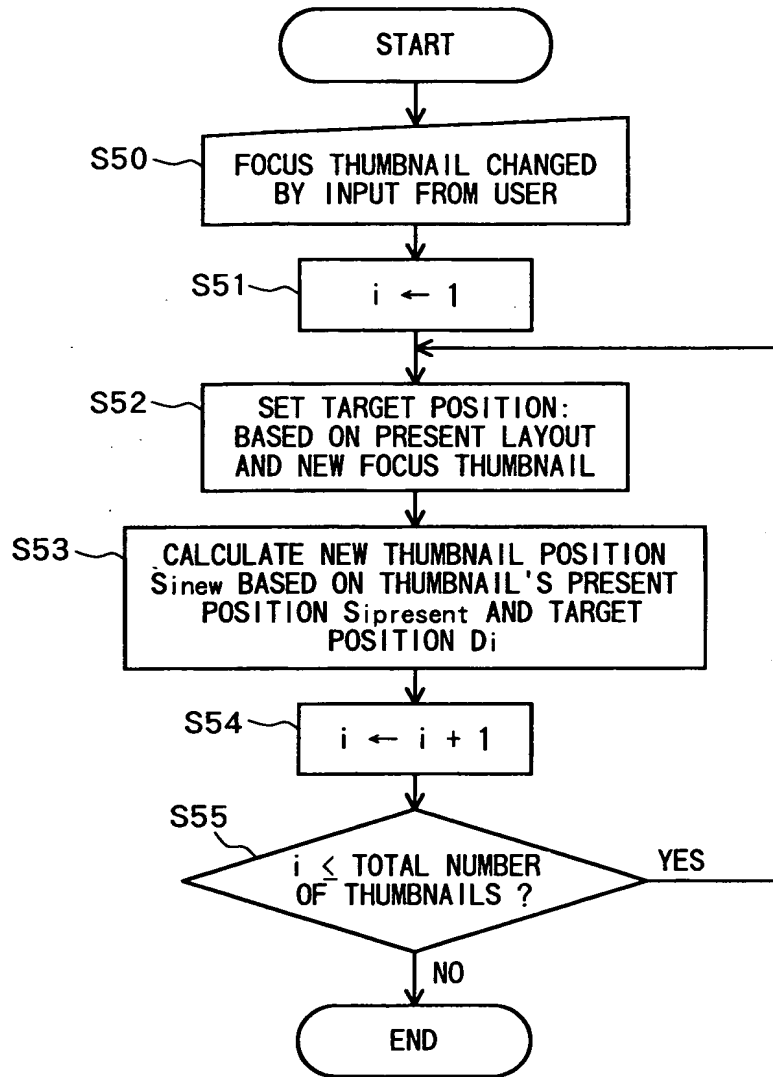 START
S50
FOCUS THUMBNAIL CHANGED
BY INPUT FROM USER
S51
i ← 1
S52
SET TARGET POSITION:
BASED ON PRESENT LAYOUT
AND NEW FOCUS THUMBNAIL
S53
CALCULATE NEW THUMBNAIL POSITION
Sinew BASED ON THUMBNAIL'S PRESENT
POSITION Sipresent AND TARGET
POSITION Di
S54
i ← i + 1
S55
i ≤ TOTAL NUMBER
OF THUMBNAILS ?
YES
NO
END